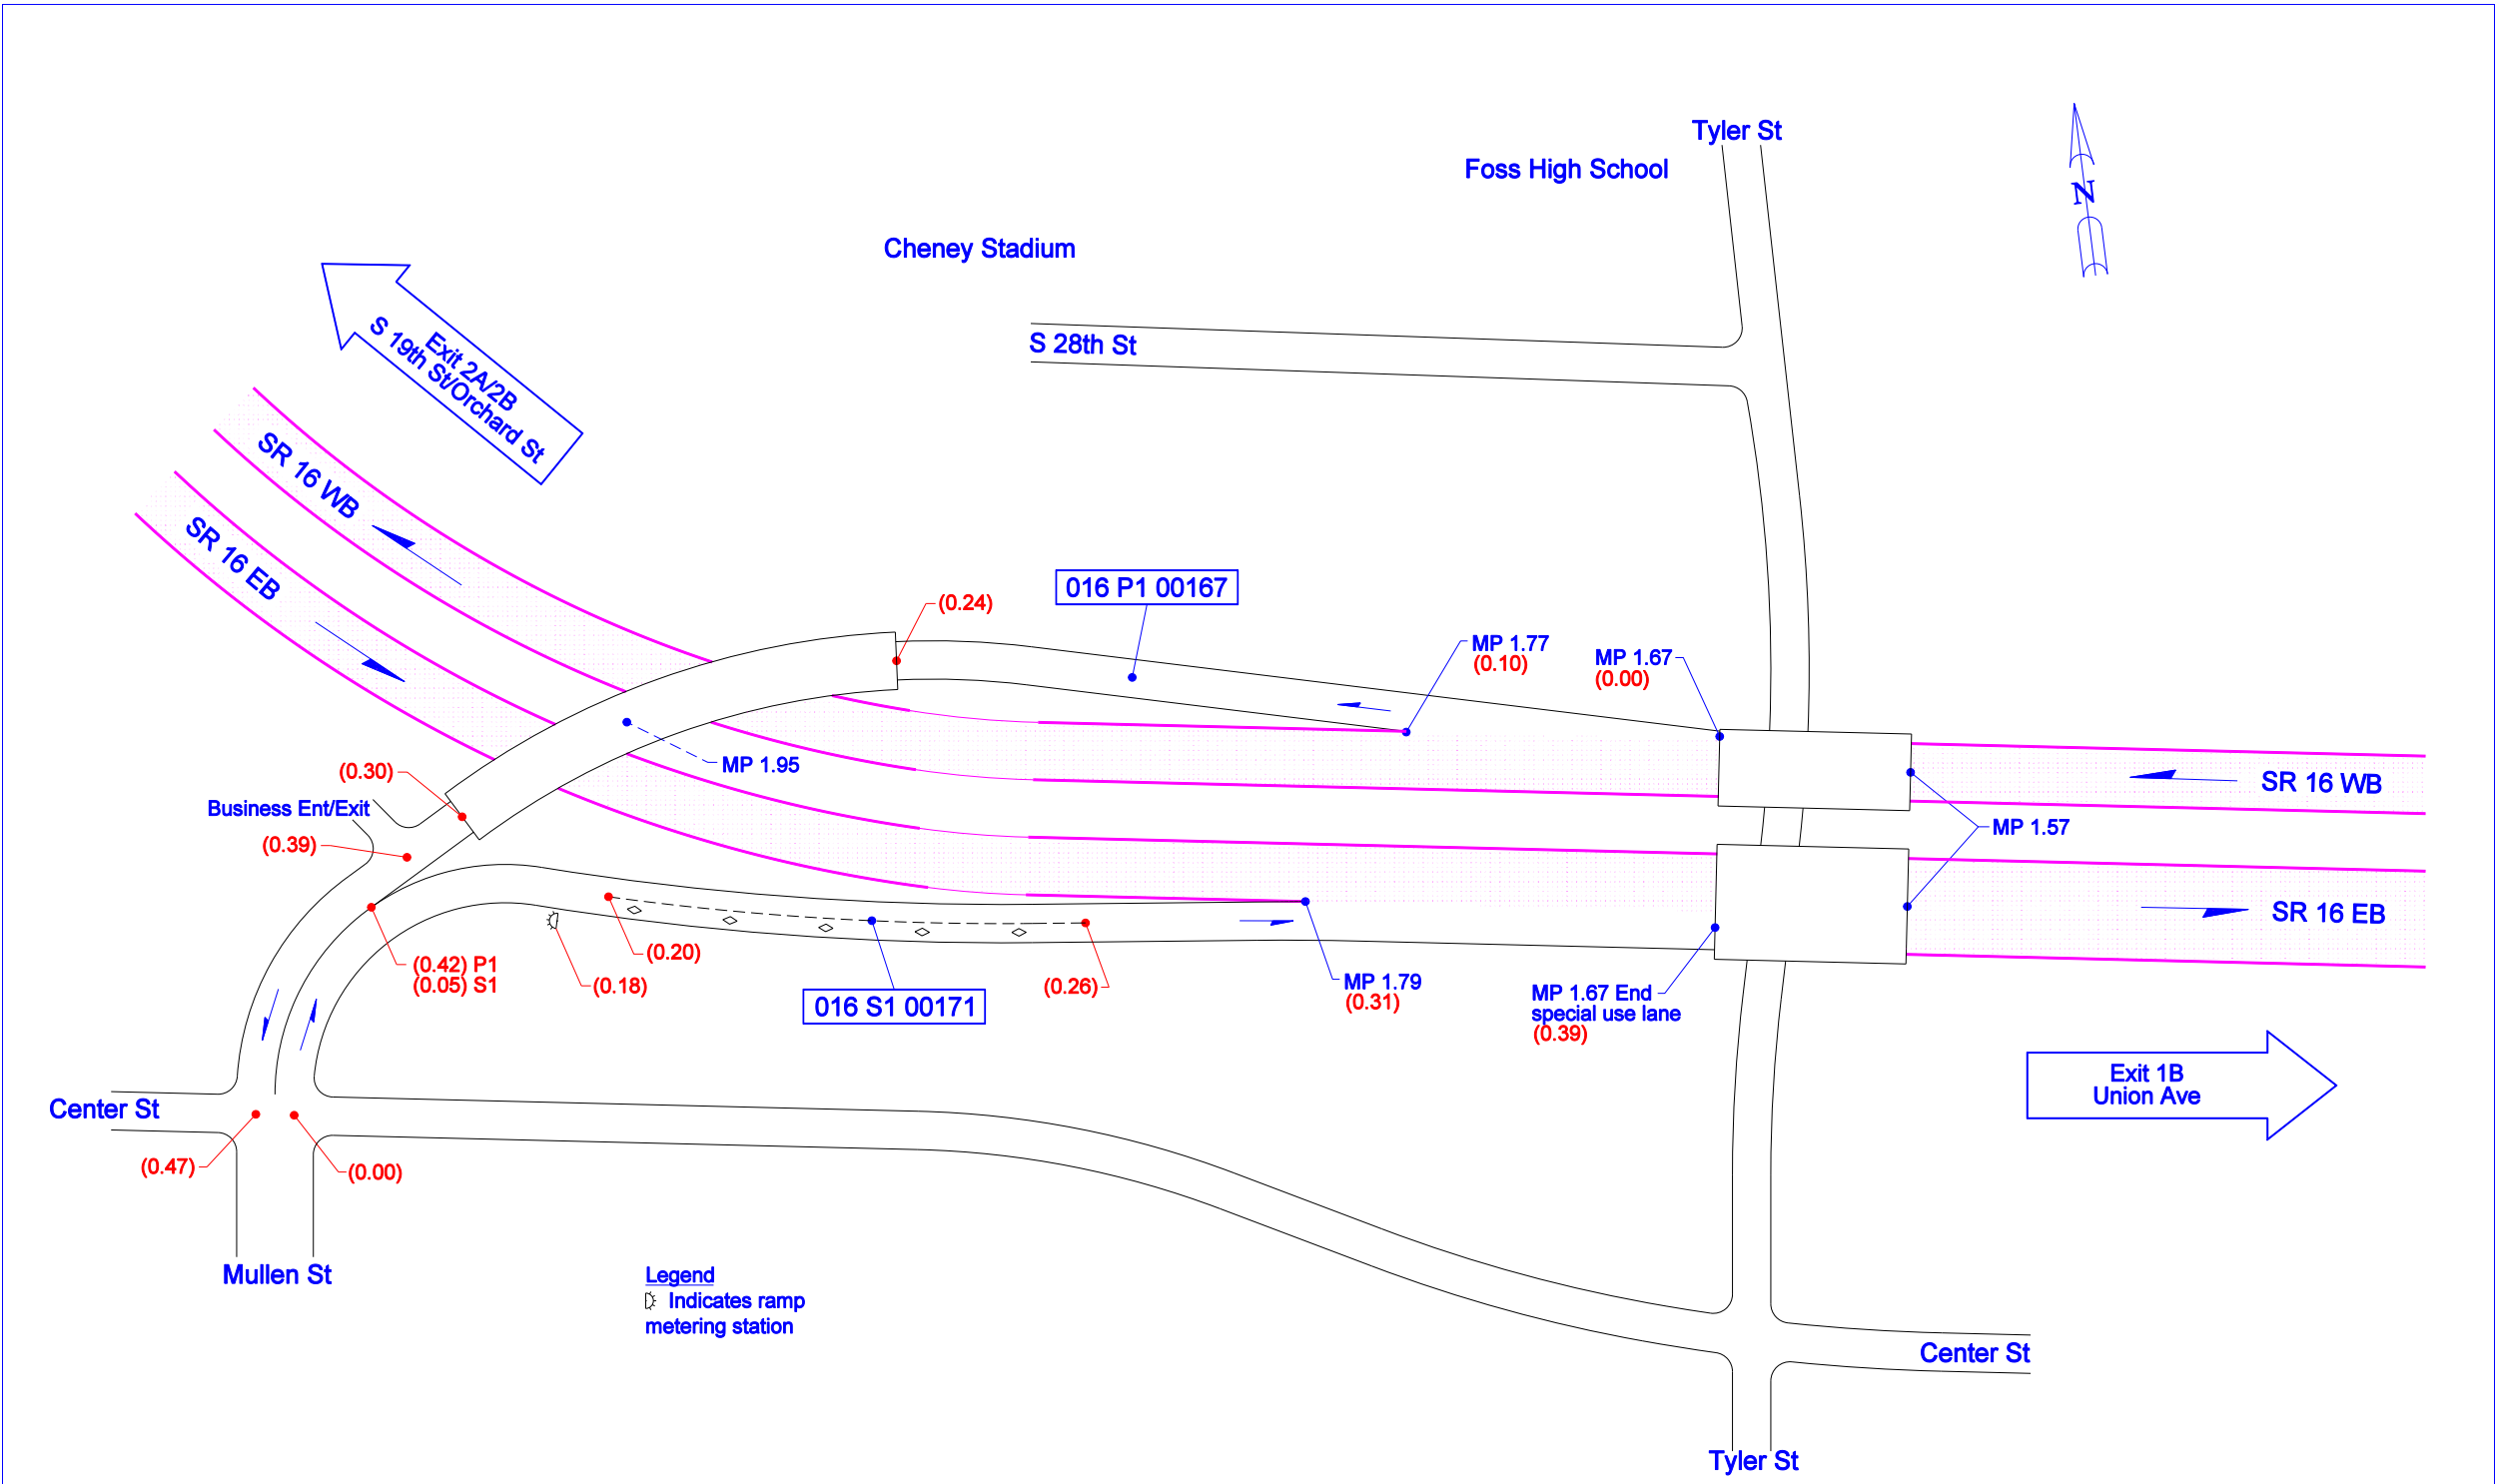 Tyler St
Foss High School
N
Cheney Stadium
S 28th St
Exit 2A/2B
S 19th St/Orchard St
SR 16 WB
SR 16 EB
016 P1 00167
(0.24)
MP 1.77
(0.10)
MP 1.67
(0.00)
MP 1.95
(0.30)
Business Ent/Exit
(0.39)
SR 16 WB
MP 1.57
SR 16 EB
(0.42) P1
(0.05) S1
(0.20)
(0.18)
016 S1 00171
(0.26)
MP 1.79
(0.31)
MP 1.67 End
special use lane
(0.39)
Exit 1B
Union Ave
Center St
(0.47)
(0.00)
Mullen St
Legend
Indicates ramp
metering station
Center St
Tyler St